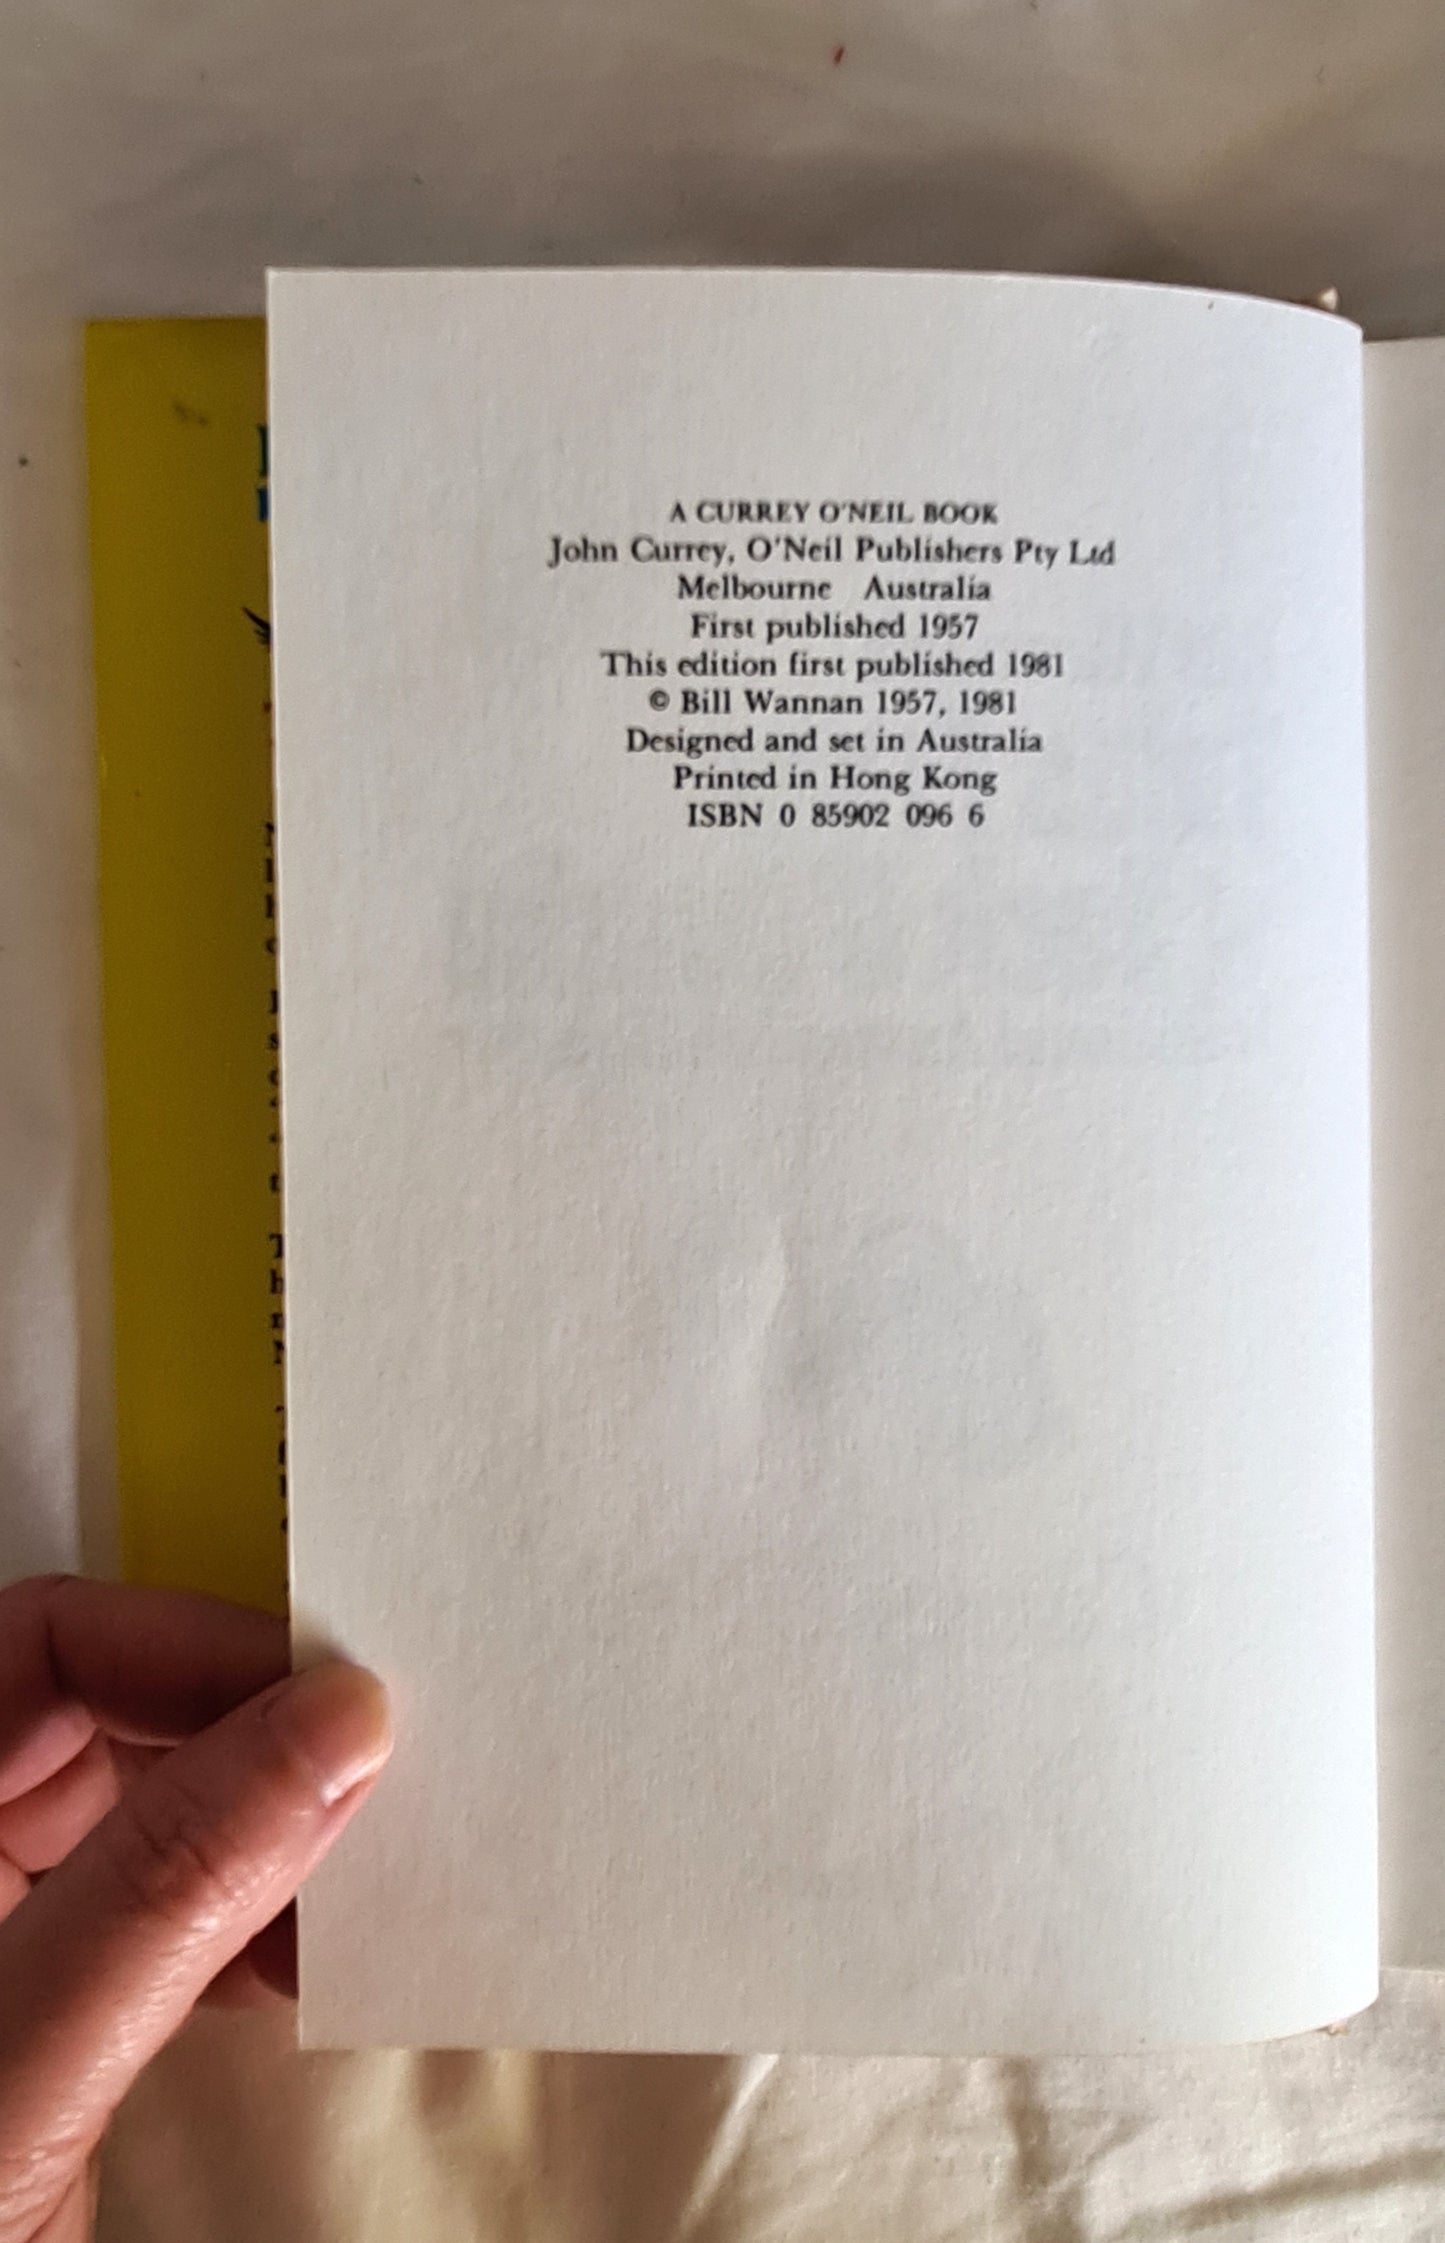 A CURREY O'NEIL BOOK
John Currey, O'Neil Publishers Pty Ltd
Melbourne Australia
First published 1957
This edition first published 1981
© Bill Wannan 1957, 1981
Designed and set in Australia
Printed in Hong Kong
ISBN 0 85902 096 6